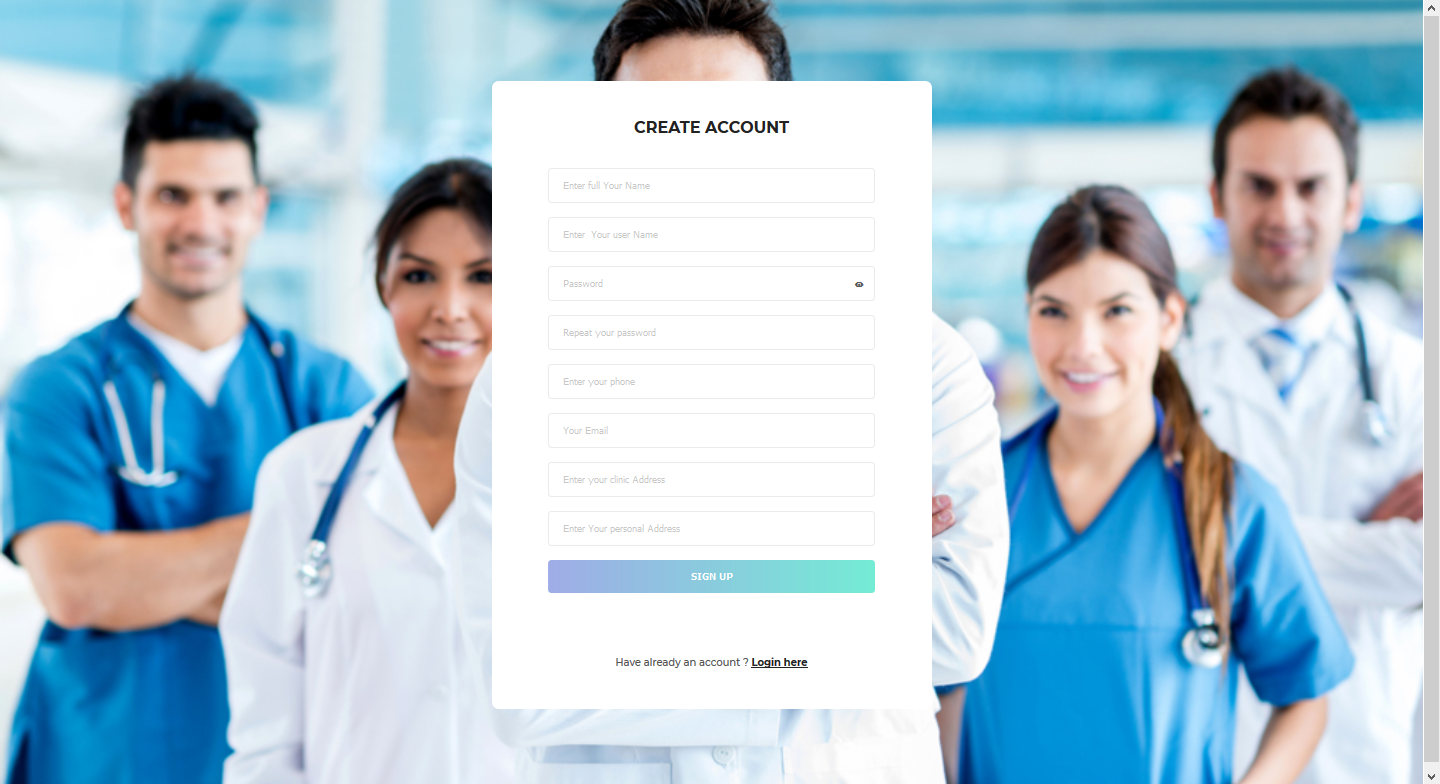 CREATE ACCOUNT
Enter full Your Name
Enter  Your user Name
Password
Repeat your password
Enter your phone
Your Email
Enter your clinic Address
Enter Your personal Address
SIGN UP
Have already an account ? Login here